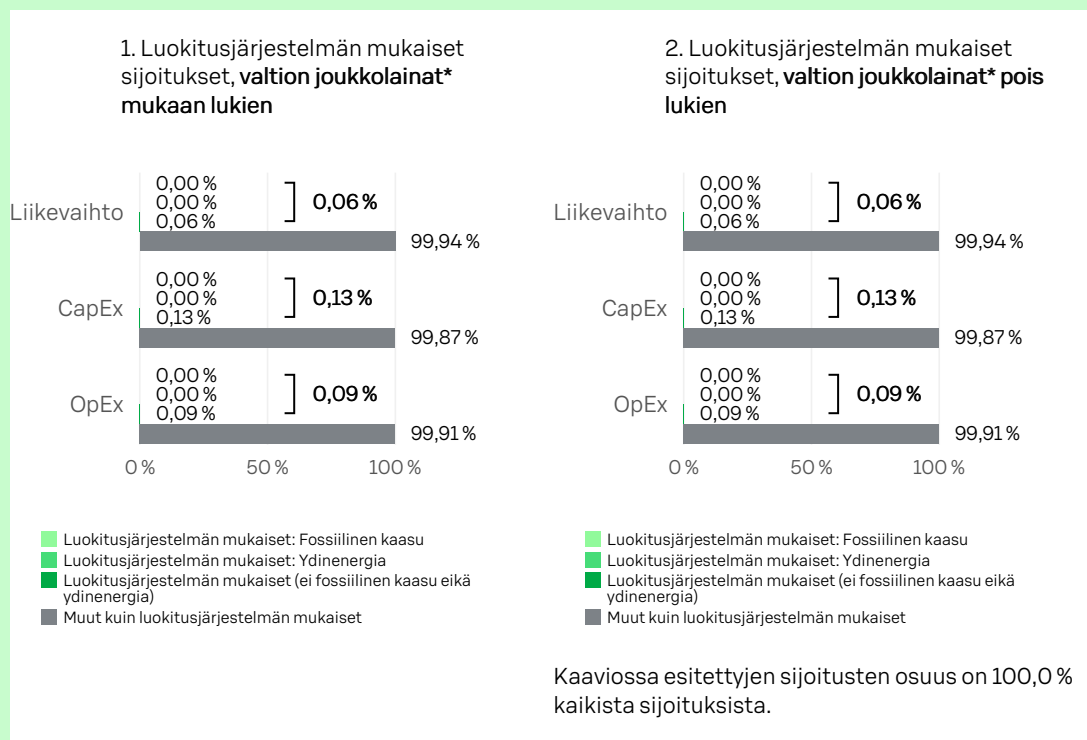 1. Luokitusjärjestelmän mukaiset
sijoitukset, valtion joukkolainat*
mukaan lukien
0,00 %
0,00 %
0,06 %
0,06 %
Liikevaihto
99,94 %
0,00 %
0,00 %
0,13 %
0,13 %
CapEx
99,87 %
0,00 %
0,00 %
0,09 %
0,09 %
OpEx
99,91 %
0 %
50 %
100 %
Luokitusjärjestelmän mukaiset: Fossiilinen kaasu
Luokitusjärjestelmän mukaiset: Ydinenergia
Luokitusjärjestelmän mukaiset (ei fossiilinen kaasu eikä
ydinenergia)
Muut kuin luokitusjärjestelmän mukaiset
2. Luokitusjärjestelmän mukaiset
sijoitukset, valtion joukkolainat* pois
lukien
0,00 %
0,00 %
0,06 %
0,06 %
Liikevaihto
99,94 %
0,00 %
0,00 %
0,13 %
0,13 %
CapEx
99,87 %
0,00 %
0,00 %
0,09 %
0,09 %
OpEx
99,91 %
0 %
50 %
100 %
Luokitusjärjestelmän mukaiset: Fossiilinen kaasu
Luokitusjärjestelmän mukaiset: Ydinenergia
Luokitusjärjestelmän mukaiset (ei fossiilinen kaasu eikä
ydinenergia)
Muut kuin luokitusjärjestelmän mukaiset
Kaaviossa esitettyjen sijoitusten osuus on 100,0 %
kaikista sijoituksista.